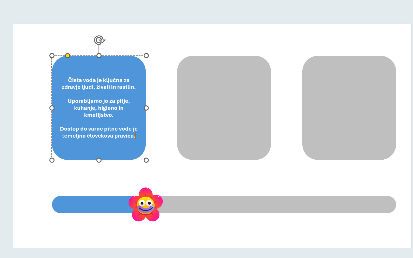 Čista voda je ključna za
zdravje ljudi, živali in rastlin.
Uporabljamo jo za pitje,
kuhanje, higieno in
kmetijstvo.
Dostop do varne pitne vode je
temeljna človekova pravica.